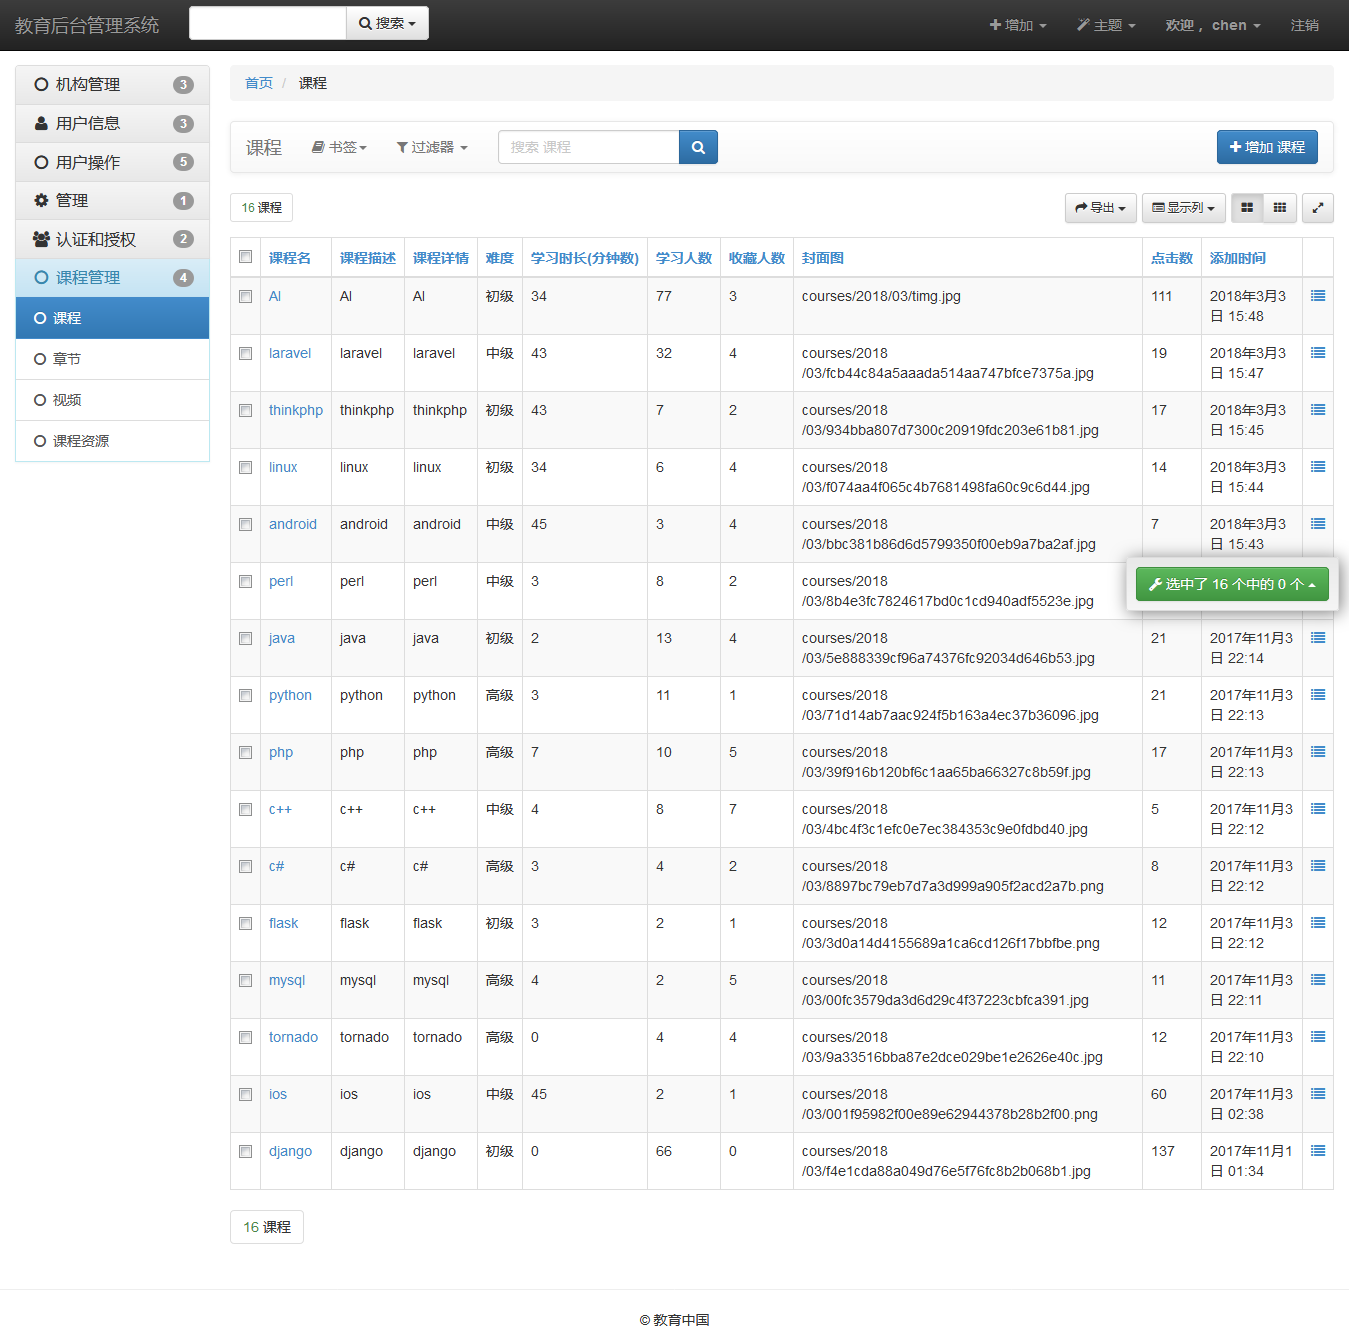 教育后台管理系统 搜索 增加 主题 欢迎，chen 注销
机构管理 3
用户信息 3
用户操作 5
管理 1
认证和授权 2
课程管理 4
课程
章节
视频
课程资源
首页 / 课程
课程 书签 过滤器 搜索 课程 增加 课程
16 课程 导出 显示列
课程名 课程描述 课程详情 难度 学习时长(分钟数) 学习人数 收藏人数 封面图 点击数 添加时间
AI AI AI 初级 34 77 3 courses/2018/03/timg.jpg 111 2018年3月3
日 15:48
laravel laravel laravel 中级 43 32 4 courses/2018 19 2018年3月3
/03/fcb44c84a5aaada514aa747bfce7375a.jpg 日 15:47
thinkphp thinkphp thinkphp 初级 43 7 2 courses/2018 17 2018年3月3
/03/934bba807d7300c20919fdc203e61b81.jpg 日 15:45
linux linux linux 初级 34 6 4 courses/2018 14 2018年3月3
/03/f074aa4f065c4b7681498fa60c9c6d44.jpg 日 15:44
android android android 中级 45 3 4 courses/2018 7 2018年3月3
/03/bbc381b86d6d5799350f00eb9a7ba2af.jpg 日 15:43
perl perl perl 中级 3 8 2 courses/2018
/03/8b4e3fc7824617bd0c1cd940adf5523e.jpg
选中了 16 个中的 0 个
java java java 初级 2 13 4 courses/2018 21 2017年11月3
/03/5e888339cf96a74376fc92034d646b53.jpg 日 22:14
python python python 高级 3 11 1 courses/2018 21 2017年11月3
/03/71d14ab7aac924f5b163a4ec37b36096.jpg 日 22:13
php php php 高级 7 10 5 courses/2018 17 2017年11月3
/03/39f916b120bf6c1aa65ba66327c8b59f.jpg 日 22:13
c++ c++ c++ 中级 4 8 7 courses/2018 5 2017年11月3
/03/4bc4f3c1efc0e7ec384353c9e0fdbd40.jpg 日 22:12
c# c# c# 高级 3 4 2 courses/2018 8 2017年11月3
/03/8897bc79eb7d7a3d999a905f2acd2a7b.png 日 22:12
flask flask flask 初级 3 2 1 courses/2018 12 2017年11月3
/03/3d0a14d4155689a1ca6cd126f17bbfbe.png 日 22:12
mysql mysql mysql 高级 4 2 5 courses/2018 11 2017年11月3
/03/00fc3579da3d6d29c4f37223cbfca391.jpg 日 22:11
tornado tornado tornado 高级 0 4 4 courses/2018 12 2017年11月3
/03/9a33516bba87e2dce029be1e2626e40c.jpg 日 22:10
ios ios ios 中级 45 2 1 courses/2018 60 2017年11月3
/03/001f95982f00e89e62944378b28b2f00.png 日 02:38
django django django 初级 0 66 0 courses/2018 137 2017年11月1
/03/f4e1cda88a049d76e5f76fc8b2b068b1.jpg 日 01:34
16 课程
© 教育中国